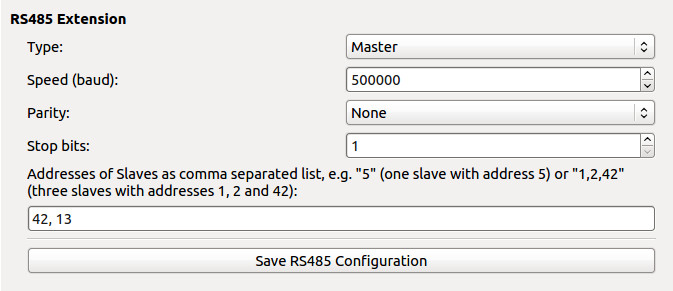 RS485 Extension
Type: Master
Speed (baud): 500000
Parity: None
Stop bits: 1
Addresses of Slaves as comma separated list, e.g. "5" (one slave with address 5) or "1,2,42"
(three slaves with addresses 1, 2 and 42):
42, 13
Save RS485 Configuration